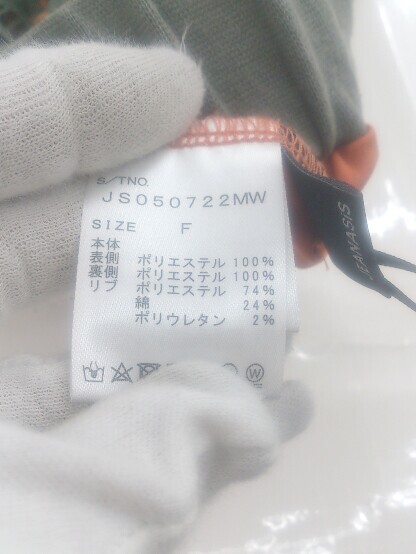 S/TNO.
JS050722MW
SIZE F
本体
表側 ポリエステル 100%
裏側 ポリエステル 100%
リブ ポリエステル 74%
綿 24%
ポリウレタン 2%
W
JEANASIS